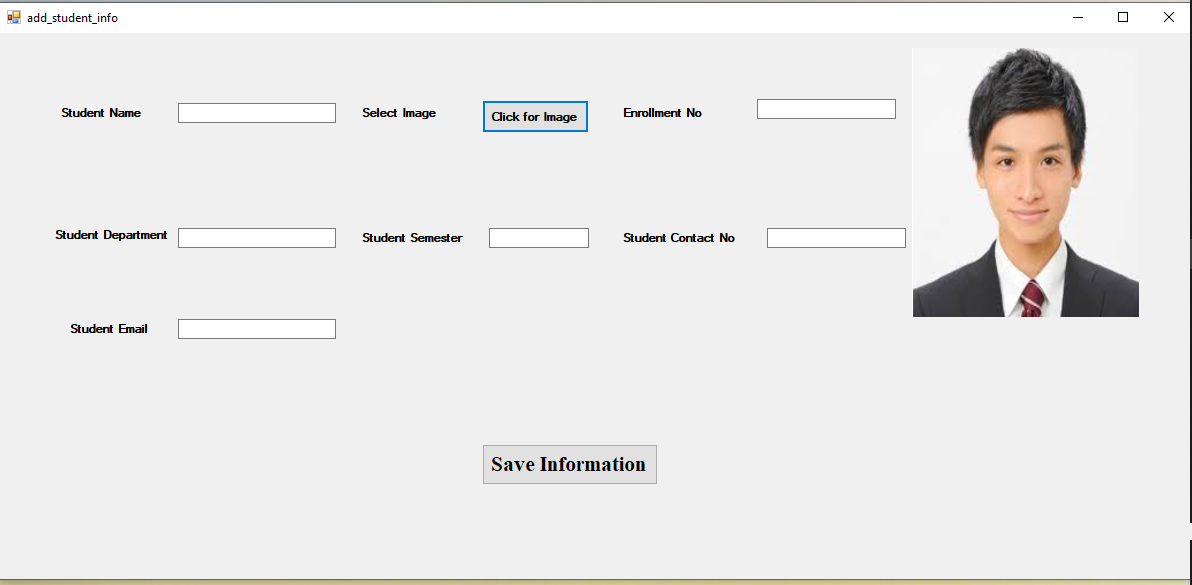 add_student_info
Student Name
Select Image
Click for Image
Enrollment No
Student Department
Student Semester
Student Contact No
Student Email
Save Information